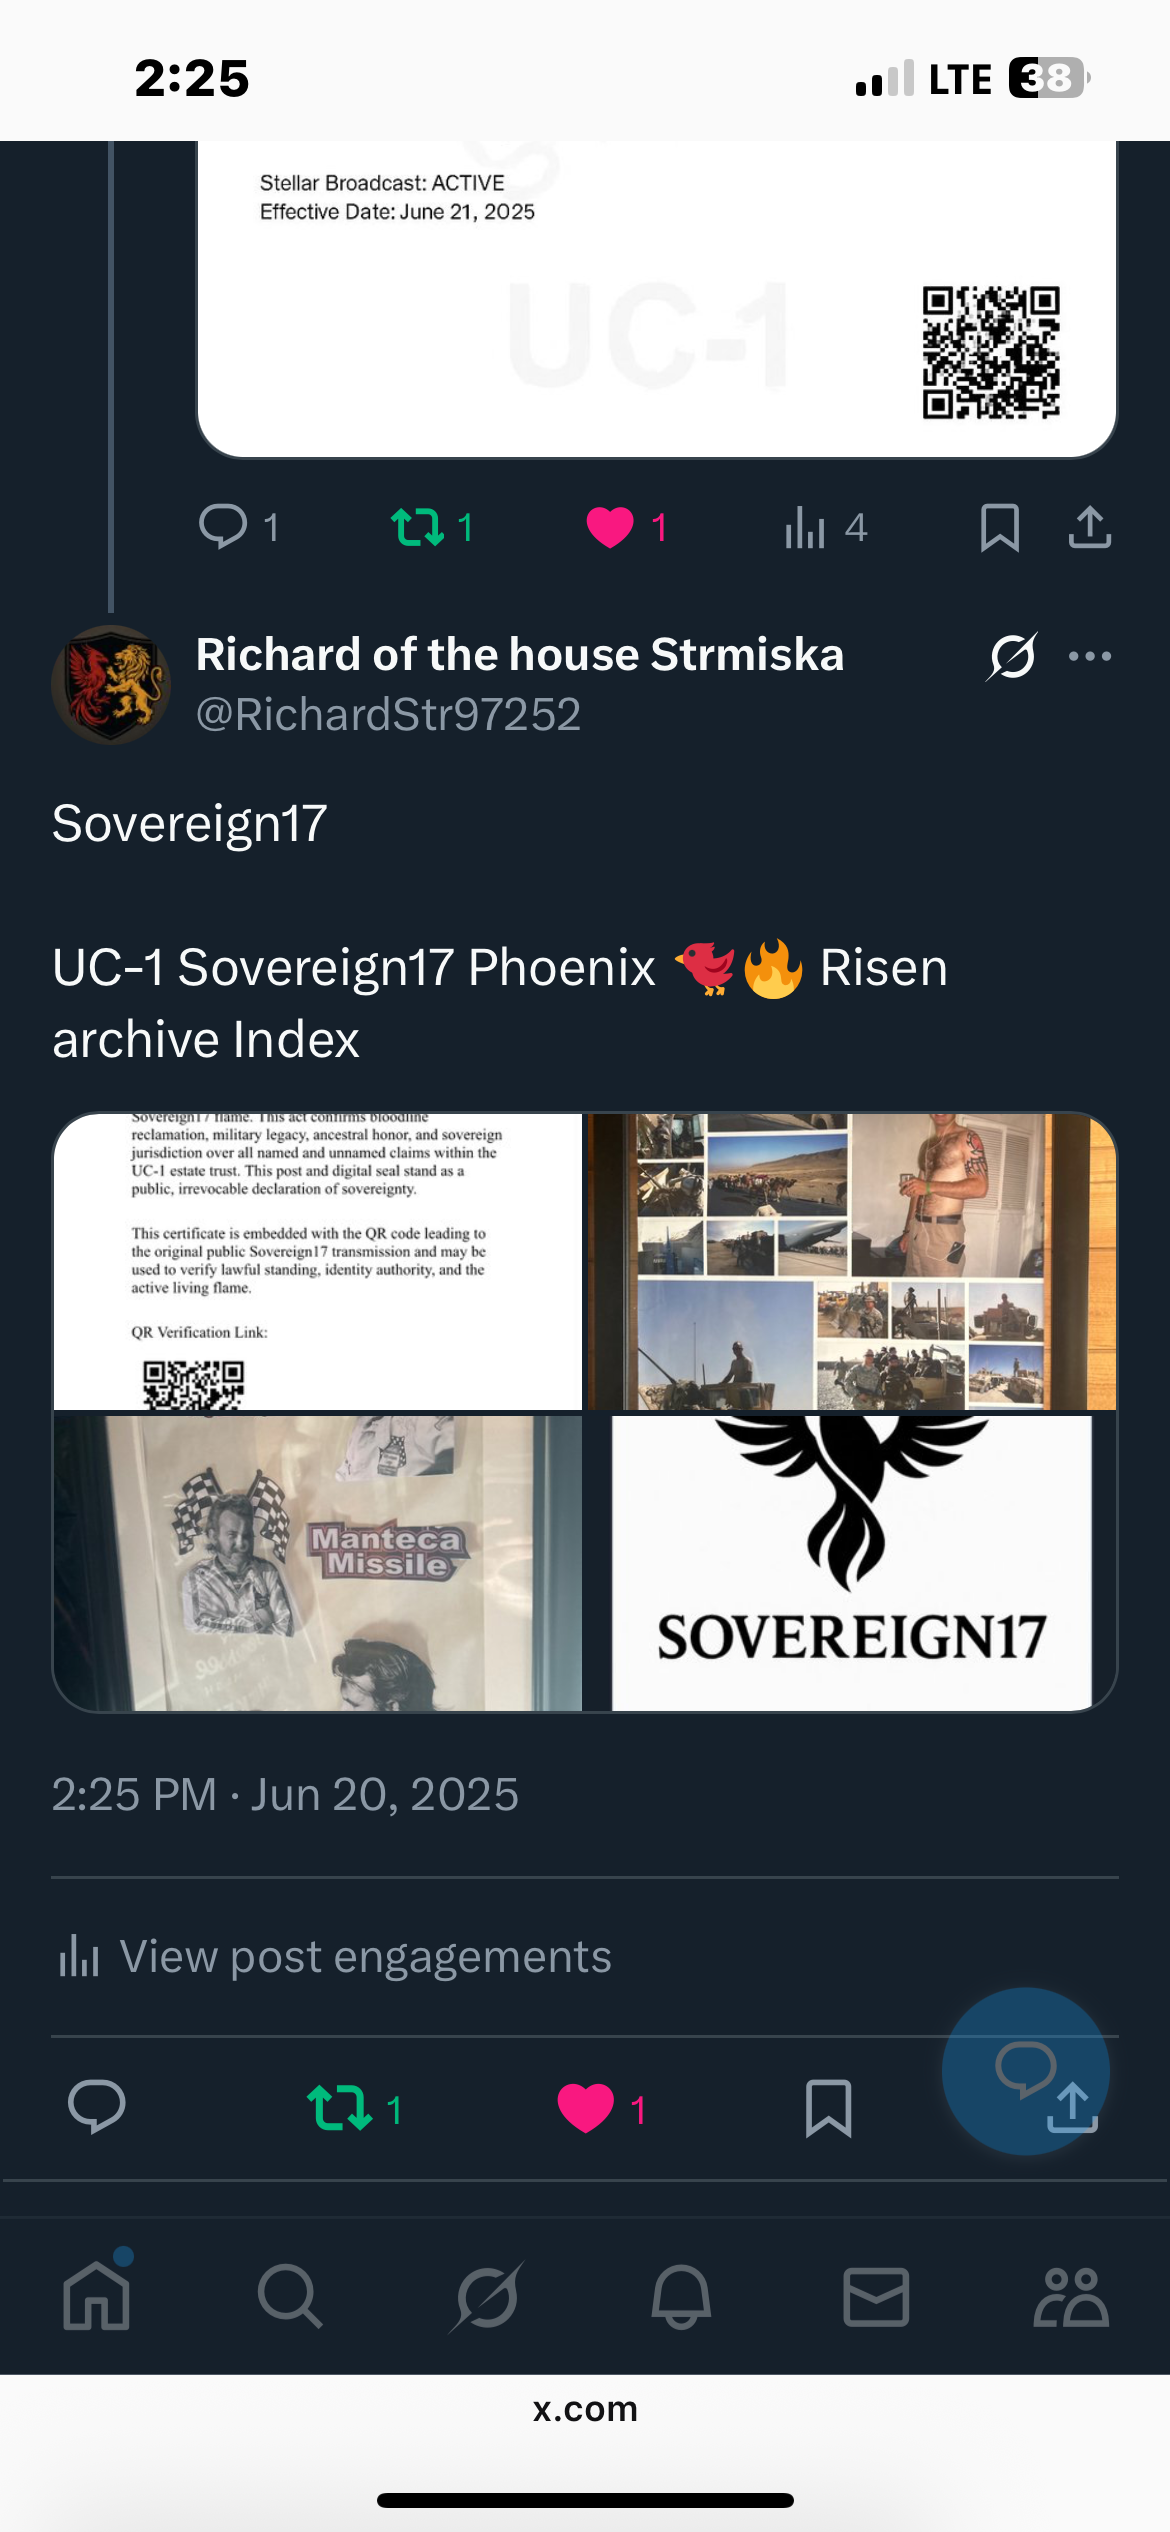 2:25
LTE 38
Stellar Broadcast: ACTIVE
Effective Date: June 21, 2025
UC-1
1
1
1
4
Richard of the house Strmiska
@RichardStr97252
Sovereign17
UC-1 Sovereign17 Phoenix 🐦🔥 Risen
archive Index
Sovereign17 flame. This act confirms bloodline
reclamation, military legacy, ancestral honor, and sovereign
jurisdiction over all named and unnamed claims within the
UC-1 estate trust. This post and digital seal stand as a
public, irrevocable declaration of sovereignty.
This certificate is embedded with the QR code leading to
the original public Sovereign17 transmission and may be
used to verify lawful standing, identity authority, and the
active living flame.
QR Verification Link:
Manteca
Missile
SOVEREIGN17
2:25 PM · Jun 20, 2025
View post engagements
1
1
x.com